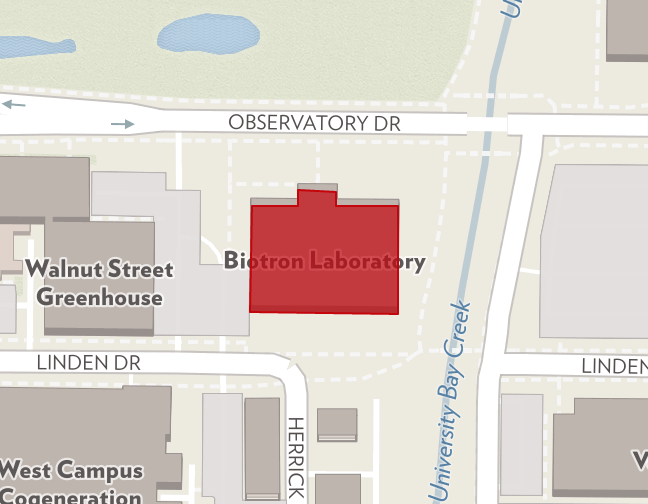 OBSERVATORY DR
Biotron Laboratory
Walnut Street
Greenhouse
University Bay Creek
LINDEN DR
LINDEN
HERRICK
West Campus
Cogeneration